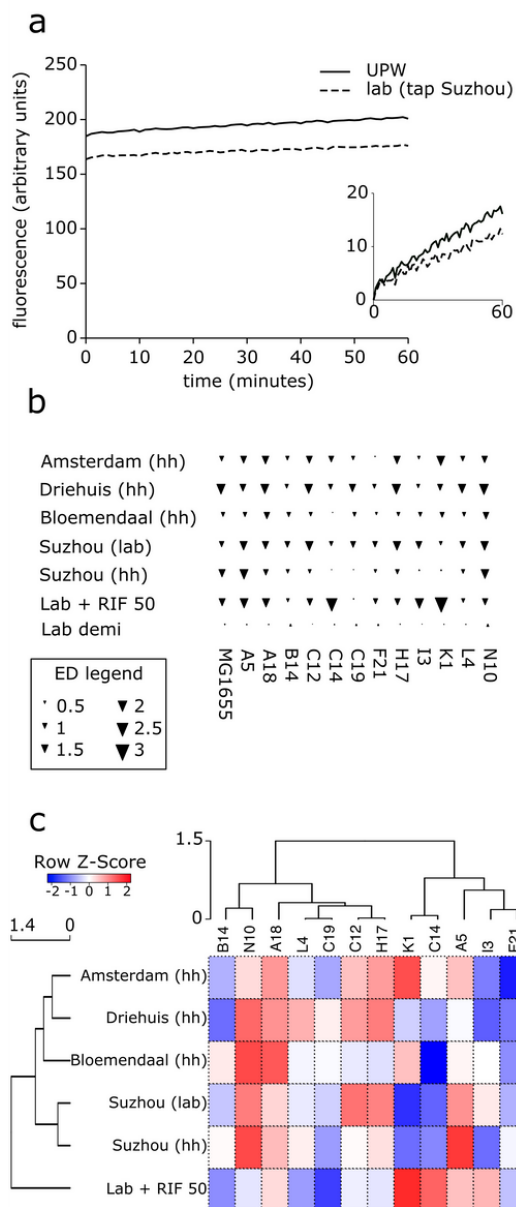 a
250
200
150
100
50
0
fluorescence (arbitrary units)
UPW
lab (tap Suzhou)
20
10
0
0 60
0 10 20 30 40 50 60
time (minutes)
b
Amsterdam (hh)
Driehuis (hh)
Bloemendaal (hh)
Suzhou (lab)
Suzhou (hh)
Lab + RIF 50
Lab demi
MG1655 A5 A18 B14 C12 C14 C19 F21 H17 I3 K1 L4 N10
ED legend
0.5 2
1 2.5
1.5 3
c
1.5
0
Row Z-Score
-2 -1 0 1 2
1.4 0
B14 N10 A18 L4 C19 C12 H17 K1 C14 A5 I3 F21
Amsterdam (hh)
Driehuis (hh)
Bloemendaal (hh)
Suzhou (lab)
Suzhou (hh)
Lab + RIF 50